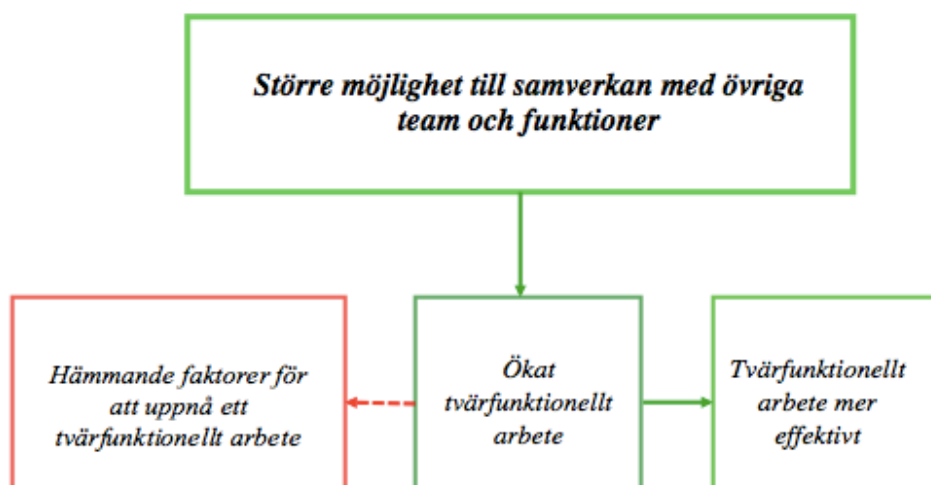 Större möjlighet till samverkan med övriga
team och funktioner
Hämmande faktorer för
att uppnå ett
tvärfunktionellt arbete
Ökat
tvärfunktionellt
arbete
Tvärfunktionellt
arbete mer
effektivt